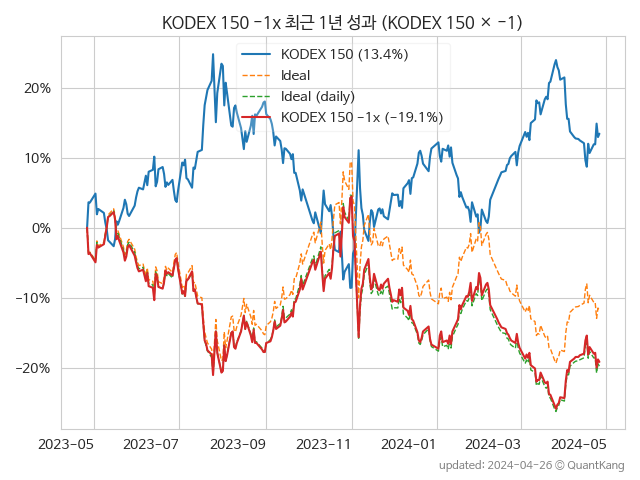 KODEX 150 −1x 최근 1년 성과 (KODEX 150 × −1)
KODEX 150 (13.4%)
Ideal
Ideal (daily)
KODEX 150 −1x (−19.1%)
20%
10%
0%
−10%
−20%
2023-05 2023-07 2023-09 2023-11 2024-01 2024-03 2024-05
updated: 2024-04-26 © QuantKang